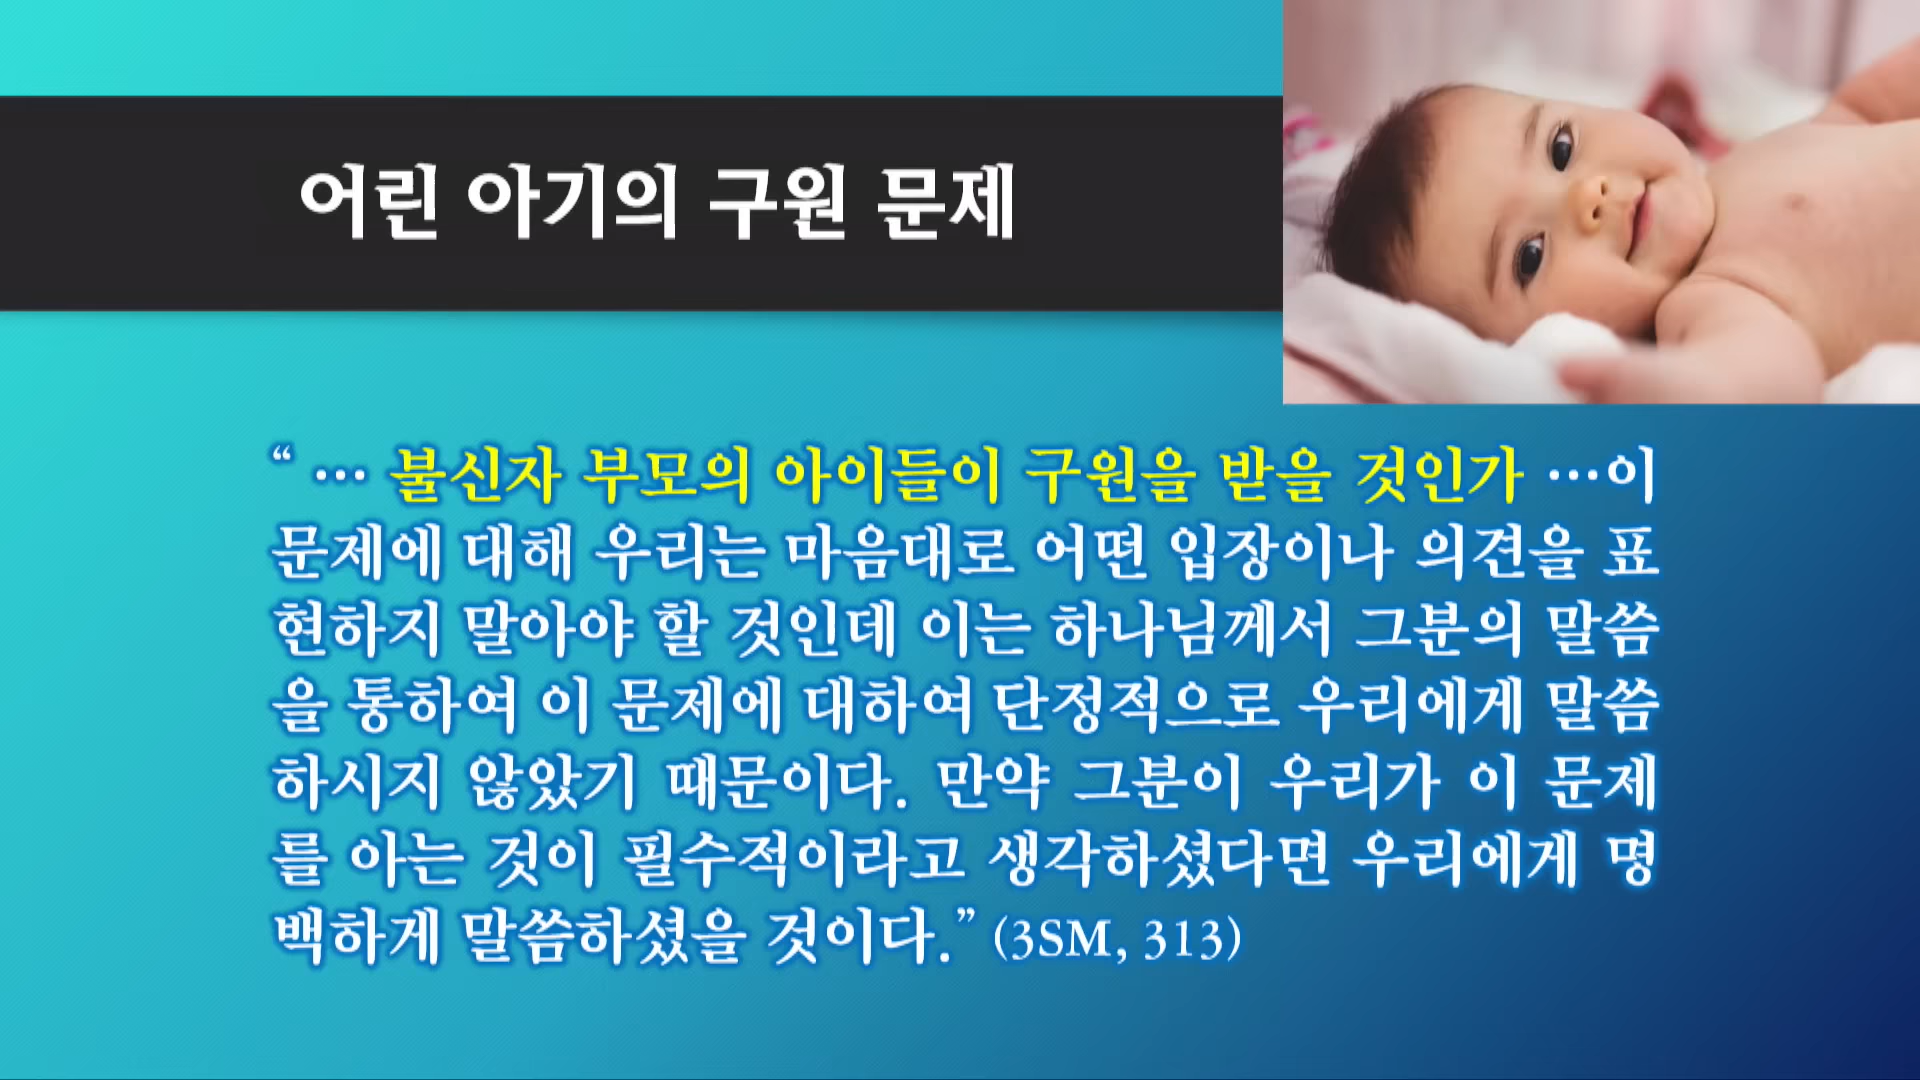 어린 아기의 구원 문제
“ … 불신자 부모의 아이들이 구원을 받을 것인가 …이
문제에 대해 우리는 마음대로 어떤 입장이나 의견을 표
현하지 말아야 할 것인데 이는 하나님께서 그분의 말씀
을 통하여 이 문제에 대하여 단정적으로 우리에게 말씀
하시지 않았기 때문이다. 만약 그분이 우리가 이 문제
를 아는 것이 필수적이라고 생각하셨다면 우리에게 명
백하게 말씀하셨을 것이다.” (3SM, 313)